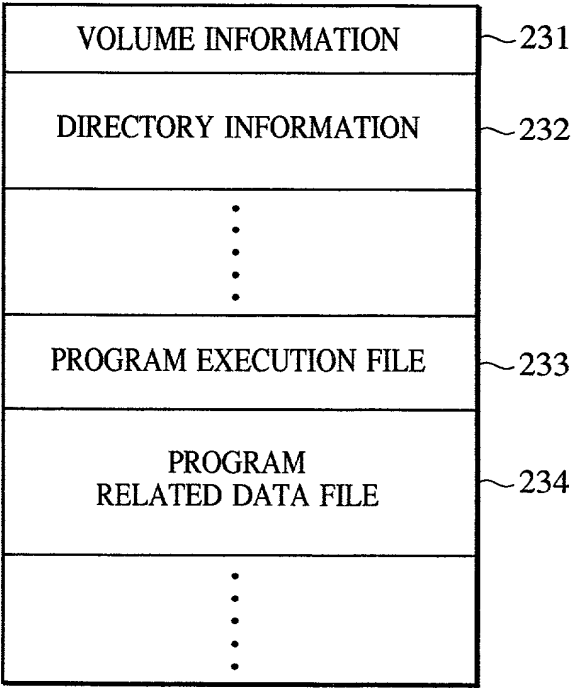 VOLUME INFORMATION 231
DIRECTORY INFORMATION 232
PROGRAM EXECUTION FILE 233
PROGRAM
RELATED DATA FILE 234